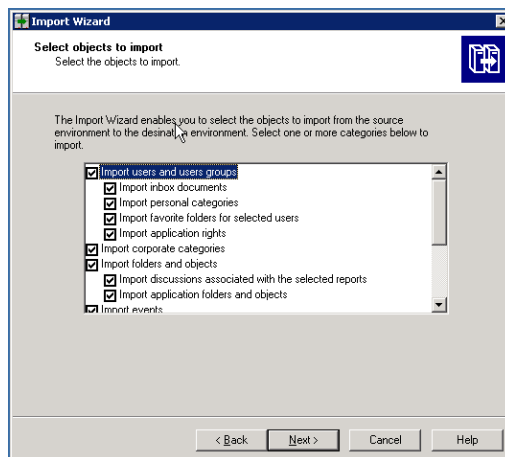 Import Wizard
Select objects to import
Select the objects to import.
The Import Wizard enables you to select the objects to import from the source
environment to the desination environment. Select one or more categories below to
import.
Import users and users groups
Import inbox documents
Import personal categories
Import favorite folders for selected users
Import application rights
Import corporate categories
Import folders and objects
Import discussions associated with the selected reports
Import application folders and objects
Import events
< Back
Next >
Cancel
Help